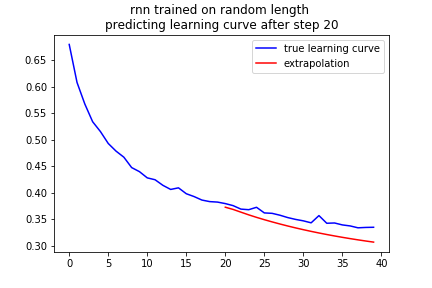 rnn trained on random length
predicting learning curve after step 20
true learning curve
extrapolation
0.65
0.60
0.55
0.50
0.45
0.40
0.35
0.30
0 5 10 15 20 25 30 35 40